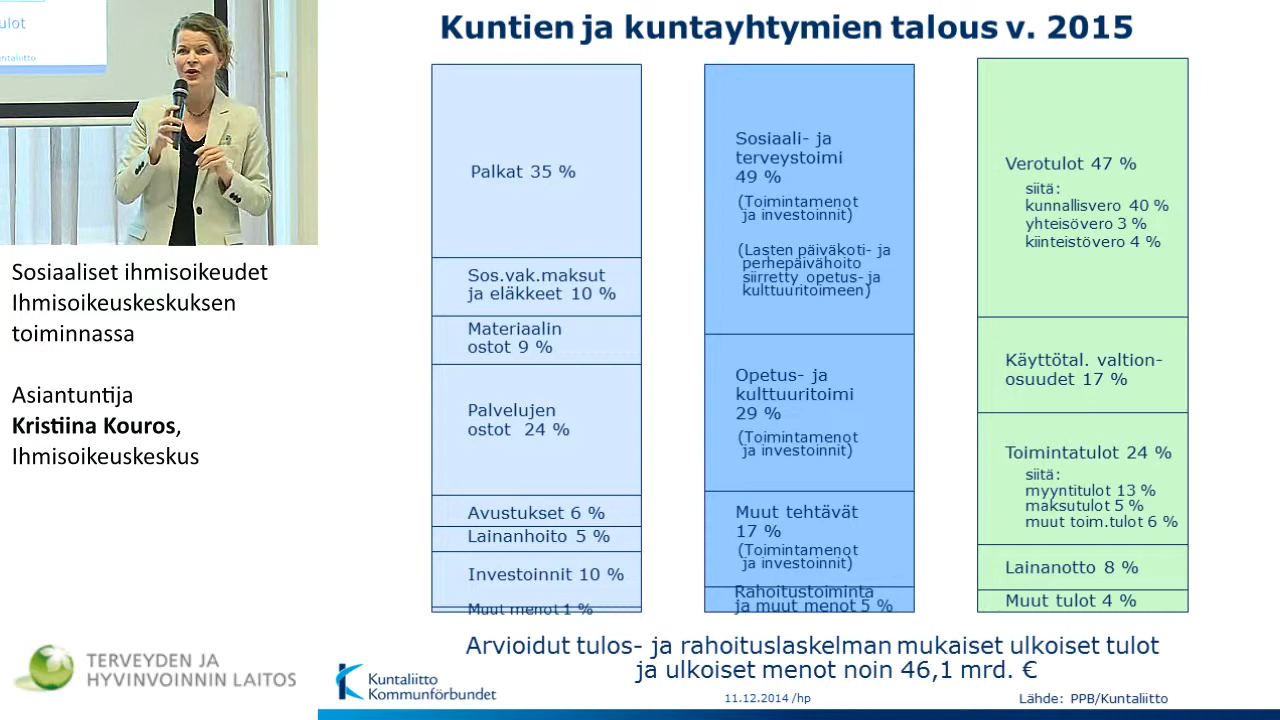 ulot
ntaliitto
Sosiaaliset ihmisoikeudet
Ihmisoikeuskeskuksen
toiminnassa
Asiantuntija
Kristiina Kouros,
Ihmisoikeuskeskus
TERVEYDEN JA
HYVINVOINNIN LAITOS
Kuntien ja kuntayhtymien talous v. 2015
Palkat 35 %
Sos.vak.maksut
ja eläkkeet 10 %
Materiaalin
ostot 9 %
Palvelujen
ostot 24 %
Avustukset 6 %
Lainanhoito 5 %
Investoinnit 10 %
Muut menot 1 %
Sosiaali- ja
terveystoimi
49 %
(Toimintamenot
ja investoinnit)
(Lasten päiväkoti- ja
perhepäivähoito
siirretty opetus- ja
kulttuuritoimeen)
Opetus- ja
kulttuuritoimi
29 %
(Toimintamenot
ja investoinnit)
Muut tehtävät
17 %
(Toimintamenot
ja investoinnit)
Rahoitustoiminta
ja muut menot 5 %
Verotulot 47 %
siitä:
kunnallisvero 40 %
yhteisövero 3 %
kiinteistövero 4 %
Käyttötal. valtion-
osuudet 17 %
Toimintatulot 24 %
siitä:
myyntitulot 13 %
maksutulot 5 %
muut toim.tulot 6 %
Lainanotto 8 %
Muut tulot 4 %
Arvioidut tulos- ja rahoituslaskelman mukaiset ulkoiset tulot
ja ulkoiset menot noin 46,1 mrd. €
Kuntaliitto
Kommunförbundet
11.12.2014 /hp
Lähde: PPB/Kuntaliitto